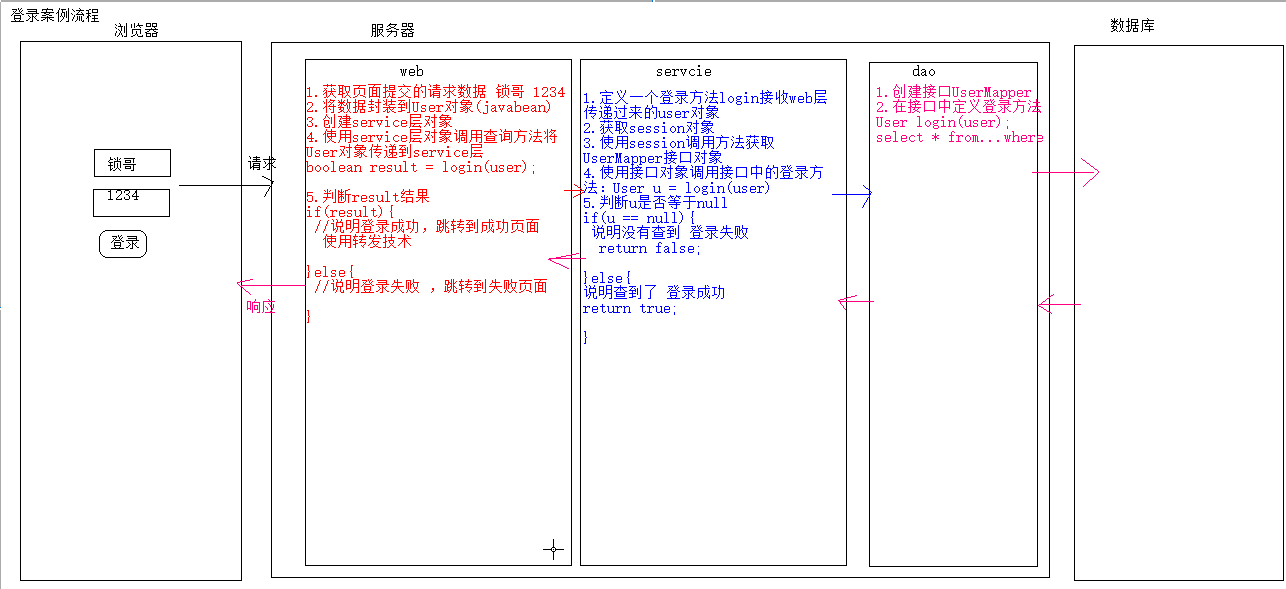 登录案例流程
浏览器
服务器
数据库
锁哥
1234
登录
请求
响应
web
1.获取页面提交的请求数据 锁哥 1234
2.将数据封装到User对象(javabean)
3.创建service层对象
4.使用service层对象调用查询方法将
User对象传递到service层
boolean result = login(user);
5.判断result结果
if(result){
//说明登录成功，跳转到成功页面
使用转发技术
}else{
//说明登录失败 ，跳转到失败页面
}
servcie
1.定义一个登录方法login接收web层
传递过来的user对象
2.获取session对象
3.使用session调用方法获取
UserMapper接口对象
4.使用接口对象调用接口中的登录方
法：User u = login(user)
5.判断u是否等于null
if(u == null){
说明没有查到 登录失败
return false;
}else{
说明查到了 登录成功
return true;
}
dao
1.创建接口UserMapper
2.在接口中定义登录方法
User login(user);
select * from...where